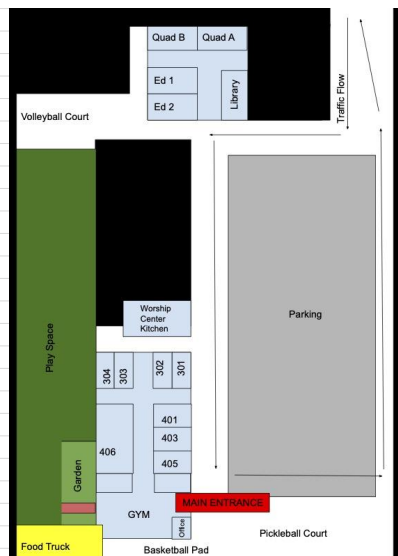 Quad B
Quad A
Ed 1
Library
Ed 2
Traffic Flow
Volleyball Court
Worship
Center
Kitchen
Parking
Play Space
304
303
302
301
401
403
406
405
Garden
MAIN ENTRANCE
GYM
Office
Pickleball Court
Food Truck
Basketball Pad